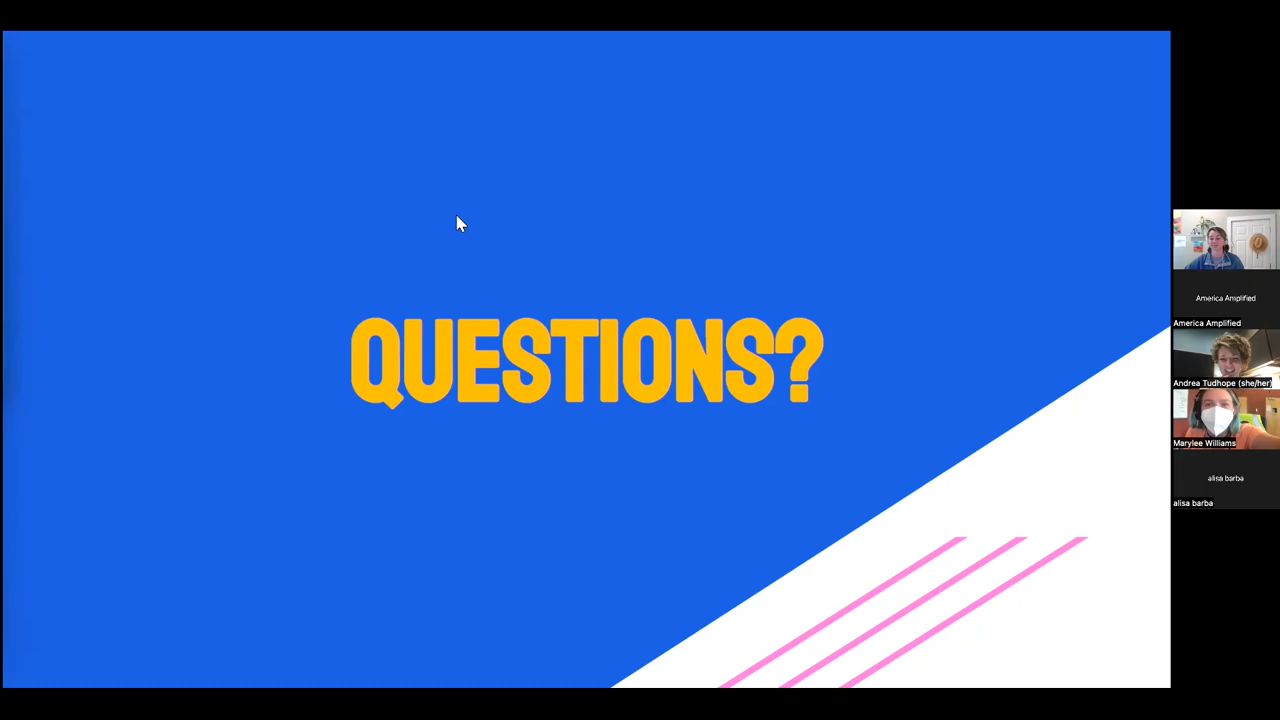 QUESTIONS?
America Amplified
America Amplified
Andrea Tudhope (she/her)
Marylee Williams
alisa barba
alisa barba